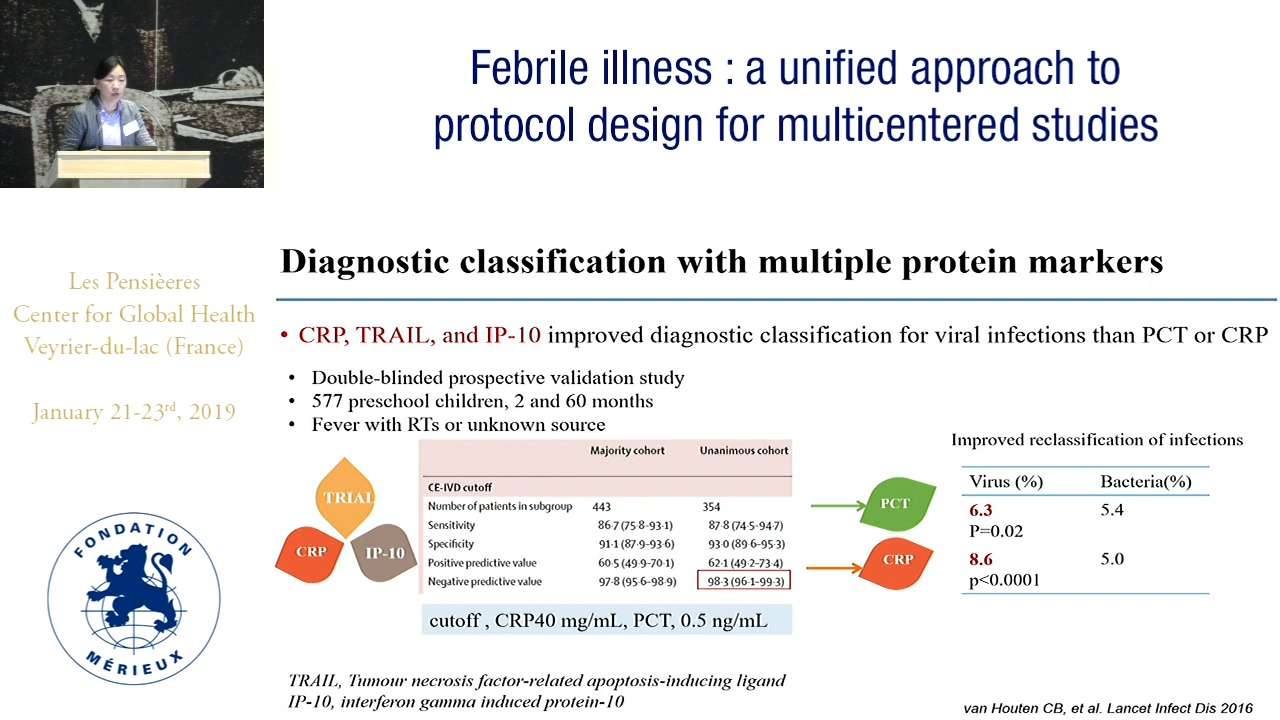 Febrile illness : a unified approach to
protocol design for multicentered studies
Les Pensièeres
Center for Global Health
Veyrier-du-lac (France)
January 21-23rd, 2019
FONDATION
MÉRIEUX
Diagnostic classification with multiple protein markers
• CRP, TRAIL, and IP-10 improved diagnostic classification for viral infections than PCT or CRP
• Double-blinded prospective validation study
• 577 preschool children, 2 and 60 months
• Fever with RTs or unknown source
TRIAL
CRP
IP-10
Majority cohort Unanimous cohort
CE-IVD cutoff
Number of patients in subgroup 443 354
Sensitivity 86·7 (75·8–93·1) 87·8 (74·5–94·7)
Specificity 91·1 (87·9–93·6) 93·0 (89·6–95·3)
Positive predictive value 60·5 (49·9–70·1) 62·1 (49·2–73·4)
Negative predictive value 97·8 (95·6–98·9) 98·3 (96·1–99·3)
cutoff , CRP40 mg/mL, PCT, 0.5 ng/mL
PCT
CRP
Improved reclassification of infections
Virus (%) Bacteria(%)
6.3 5.4
P=0.02
8.6 5.0
p<0.0001
TRAIL, Tumour necrosis factor-related apoptosis-inducing ligand
IP-10, interferon gamma induced protein-10
van Houten CB, et al. Lancet Infect Dis 2016